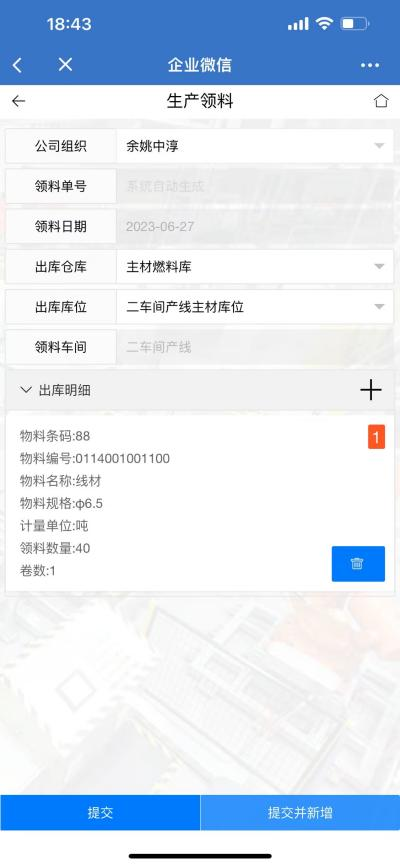 18:43
企业微信
生产领料
公司组织 余姚中淳
领料单号 系统自动生成
领料日期 2023-06-27
出库仓库 主材燃料库
出库库位 二车间产线主材库位
领料车间 二车间产线
出库明细
物料条码:88
1
物料编号:0114001001100
物料名称:线材
物料规格:φ6.5
计量单位:吨
领料数量:40
卷数:1
提交 提交并新增